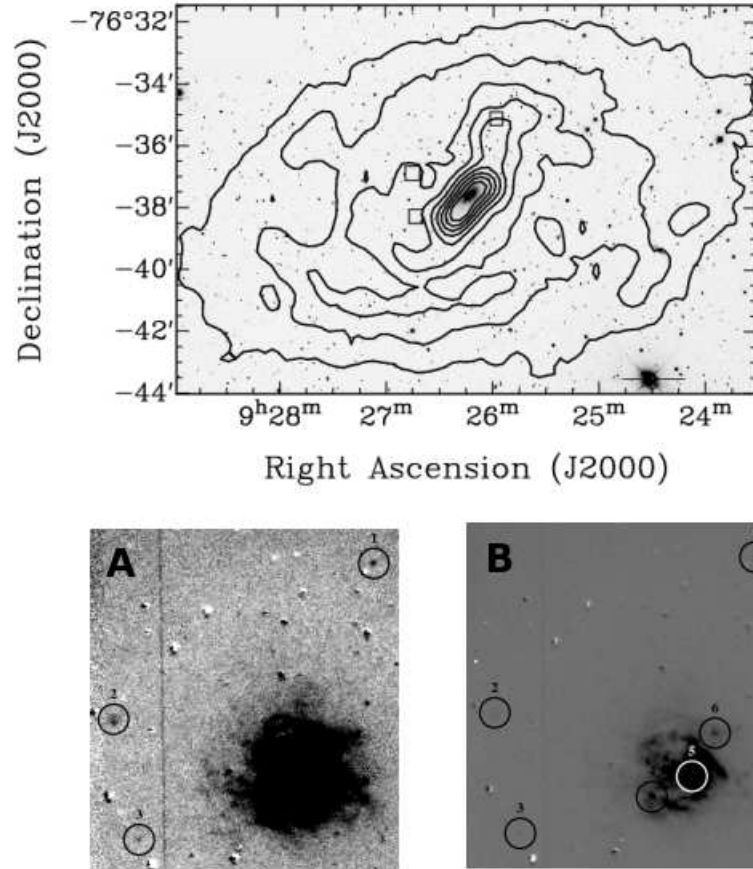 −76°32′
−34′
−36′
−38′
−40′
−42′
−44′
Declination (J2000)
9ʰ28ᵐ 27ᵐ 26ᵐ 25ᵐ 24ᵐ
Right Ascension (J2000)
A
1
2
3
B
2
6
5
3